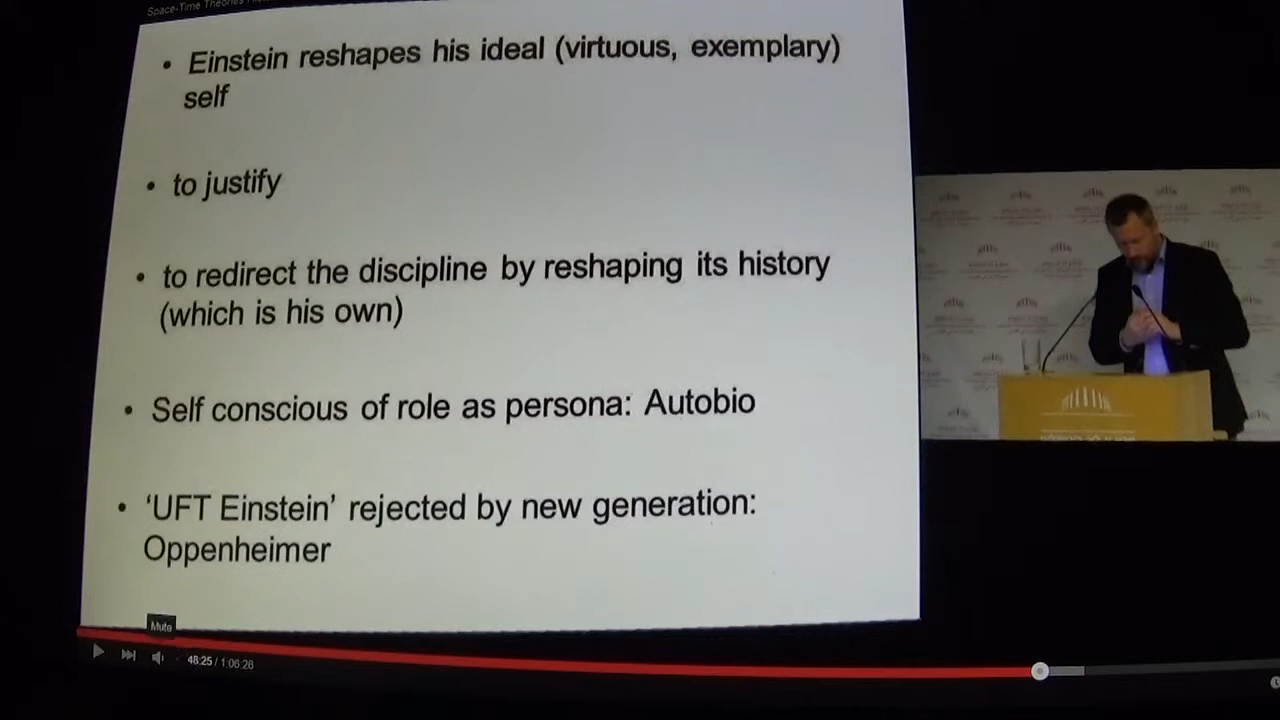 Space-Time Theories
• Einstein reshapes his ideal (virtuous, exemplary)
self
• to justify
• to redirect the discipline by reshaping its history
(which is his own)
• Self conscious of role as persona: Autobio
• ‘UFT Einstein’ rejected by new generation:
Oppenheimer
Mute
48:25 / 1:06:28